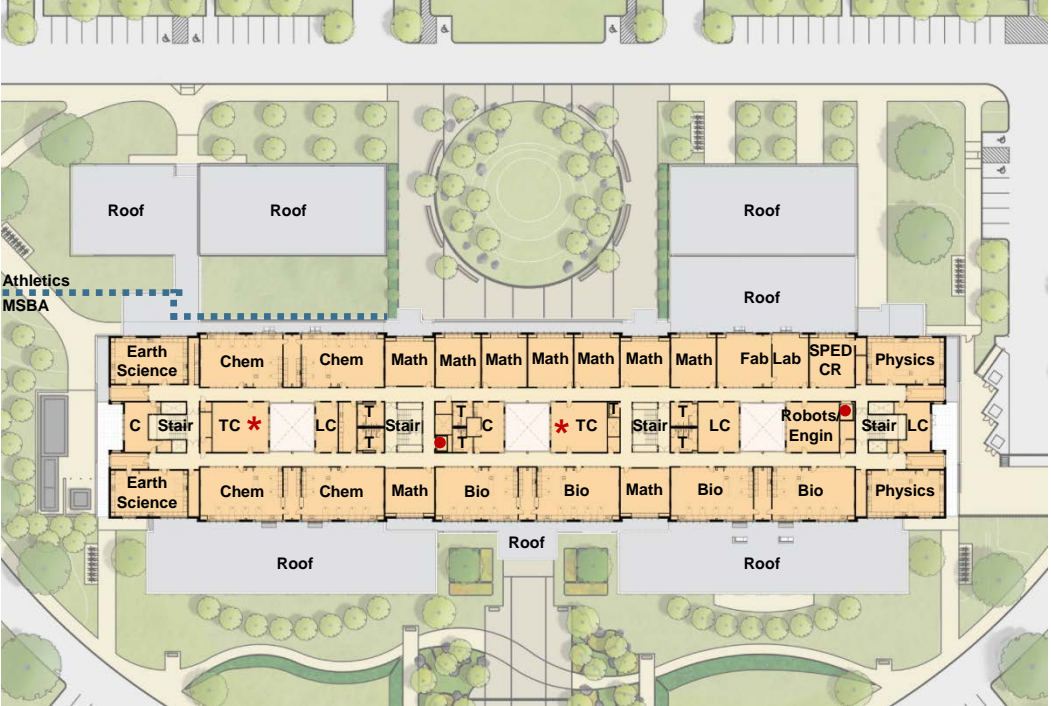 Roof
Roof
Roof
Athletics
MSBA
Roof
Earth
Science
Chem
Chem
Math
Math
Math
Math
Math
Math
Math
Fab Lab
SPED
CR
Physics
C
Stair
TC *
LC
T
T
Stair
T
T
C
* TC
T
Stair
T
T
LC
Robots/
Engin
Stair
LC
Earth
Science
Chem
Chem
Math
Bio
Bio
Math
Bio
Bio
Physics
Roof
Roof
Roof